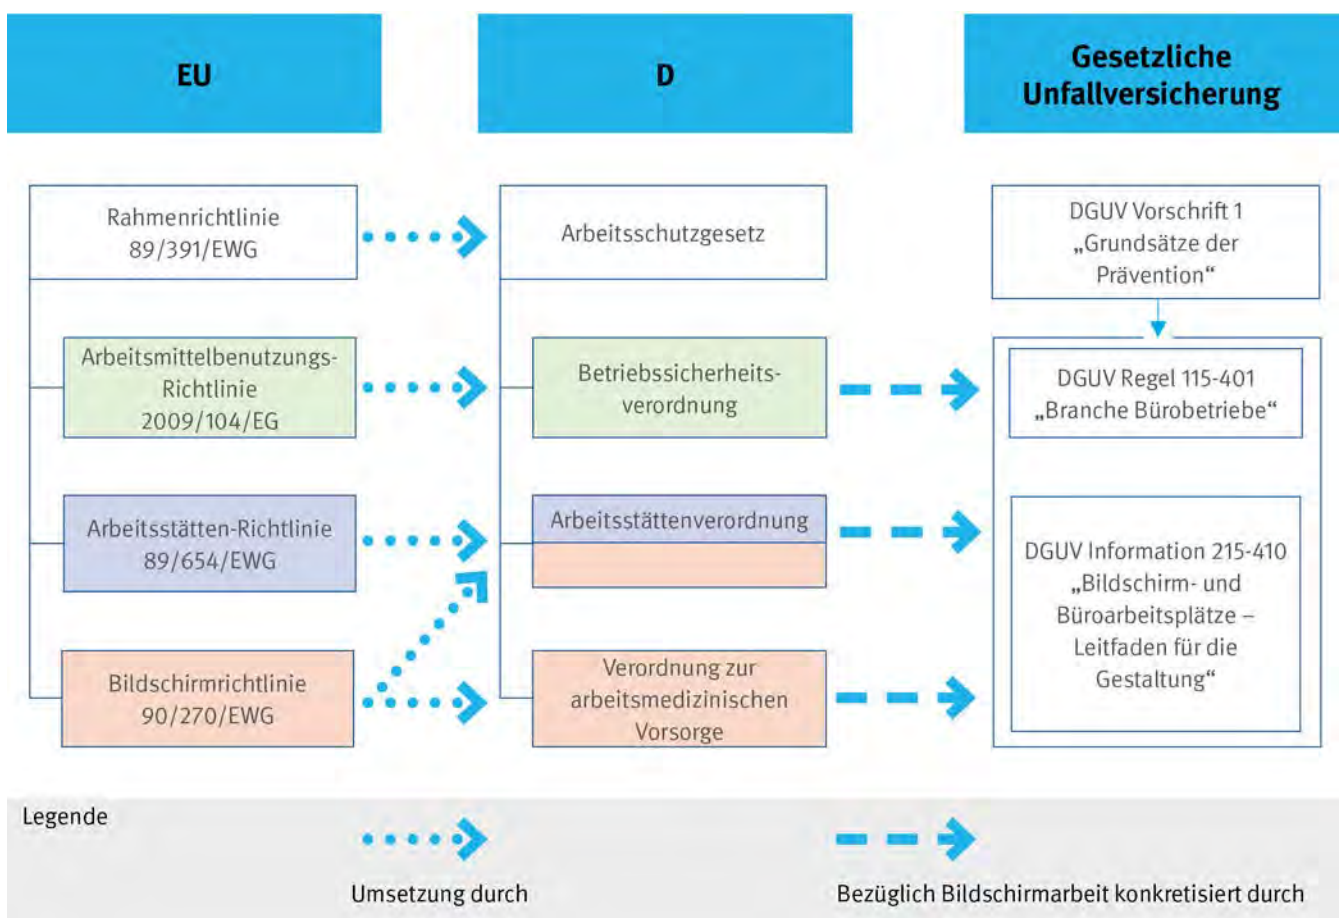 EU
D
Gesetzliche
Unfallversicherung
Rahmenrichtlinie
89/391/EWG
Arbeitsschutzgesetz
DGUV Vorschrift 1
„Grundsätze der
Prävention“
Arbeitsmittelbenutzungs-
Richtlinie
2009/104/EG
Betriebssicherheits-
verordnung
DGUV Regel 115-401
„Branche Bürobetriebe“
Arbeitsstätten-Richtlinie
89/654/EWG
Arbeitsstättenverordnung
DGUV Information 215-410
„Bildschirm- und
Büroarbeitsplätze –
Leitfaden für die
Gestaltung“
Bildschirmrichtlinie
90/270/EWG
Verordnung zur
arbeitsmedizinischen
Vorsorge
Legende
Umsetzung durch
Bezüglich Bildschirmarbeit konkretisiert durch